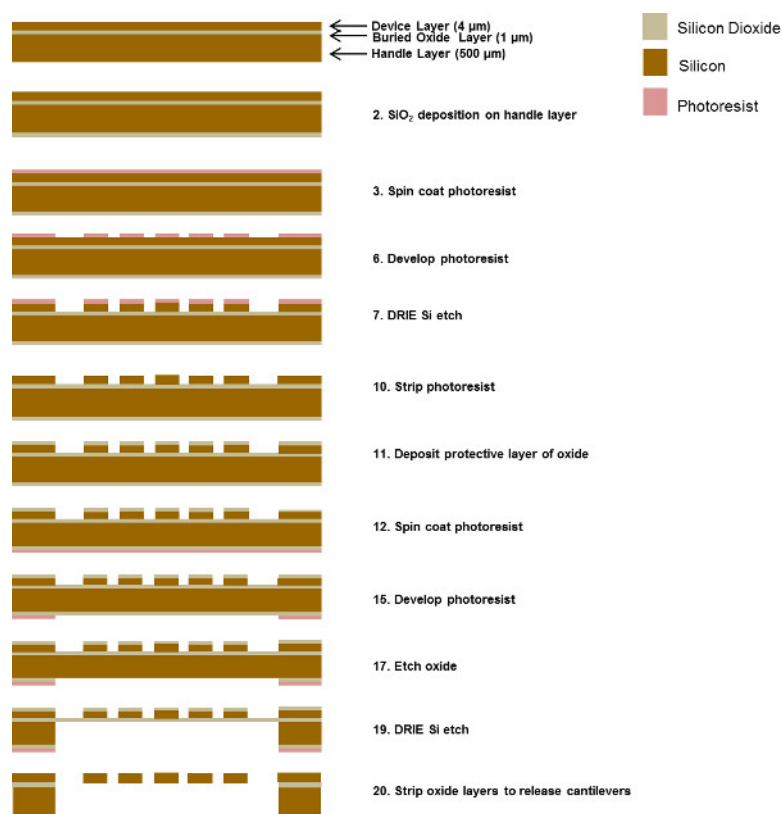 Device Layer (4 µm)
Buried Oxide Layer (1 µm)
Handle Layer (500 µm)
Silicon Dioxide
Silicon
Photoresist
2. SiO₂ deposition on handle layer
3. Spin coat photoresist
6. Develop photoresist
7. DRIE Si etch
10. Strip photoresist
11. Deposit protective layer of oxide
12. Spin coat photoresist
15. Develop photoresist
17. Etch oxide
19. DRIE Si etch
20. Strip oxide layers to release cantilevers